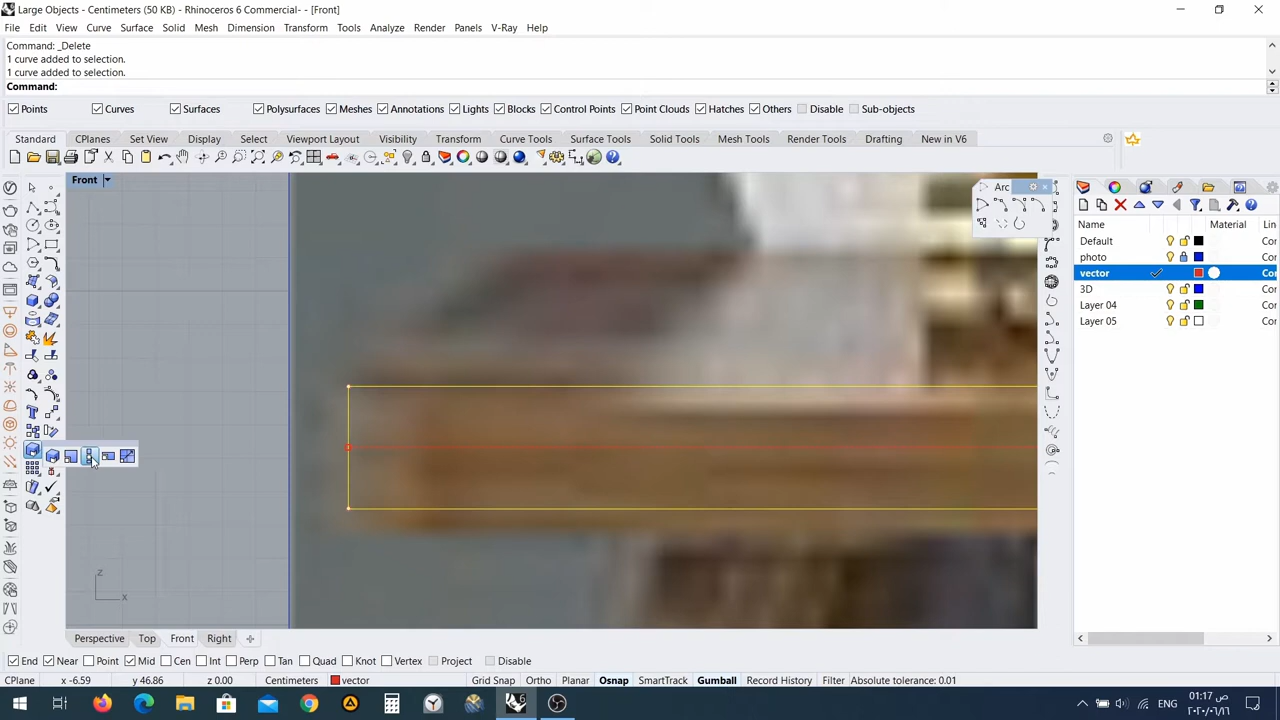 Large Objects - Centimeters (50 KB) - Rhinoceros 6 Commercial- - [Front]
File Edit View Curve Surface Solid Mesh Dimension Transform Tools Analyze Render Panels V-Ray Help
Command: _Delete
1 curve added to selection.
1 curve added to selection.
Command:
Points Curves Surfaces Polysurfaces Meshes Annotations Lights Blocks Control Points Point Clouds Hatches Others Disable Sub-objects
Standard CPlanes Set View Display Select Viewport Layout Visibility Transform Curve Tools Surface Tools Solid Tools Mesh Tools Render Tools Drafting New in V6
Front
Arc
Name Material Lin
Default Cor
photo Cor
vector Cor
3D Cor
Layer 04 Cor
Layer 05 Cor
z
x
Perspective Top Front Right
End Near Point Mid Cen Int Perp Tan Quad Knot Vertex Project Disable
CPlane x -6.59 y 46.86 z 0.00 Centimeters vector Grid Snap Ortho Planar Osnap SmartTrack Gumball Record History Filter Absolute tolerance: 0.01
ENG
01:17 ص